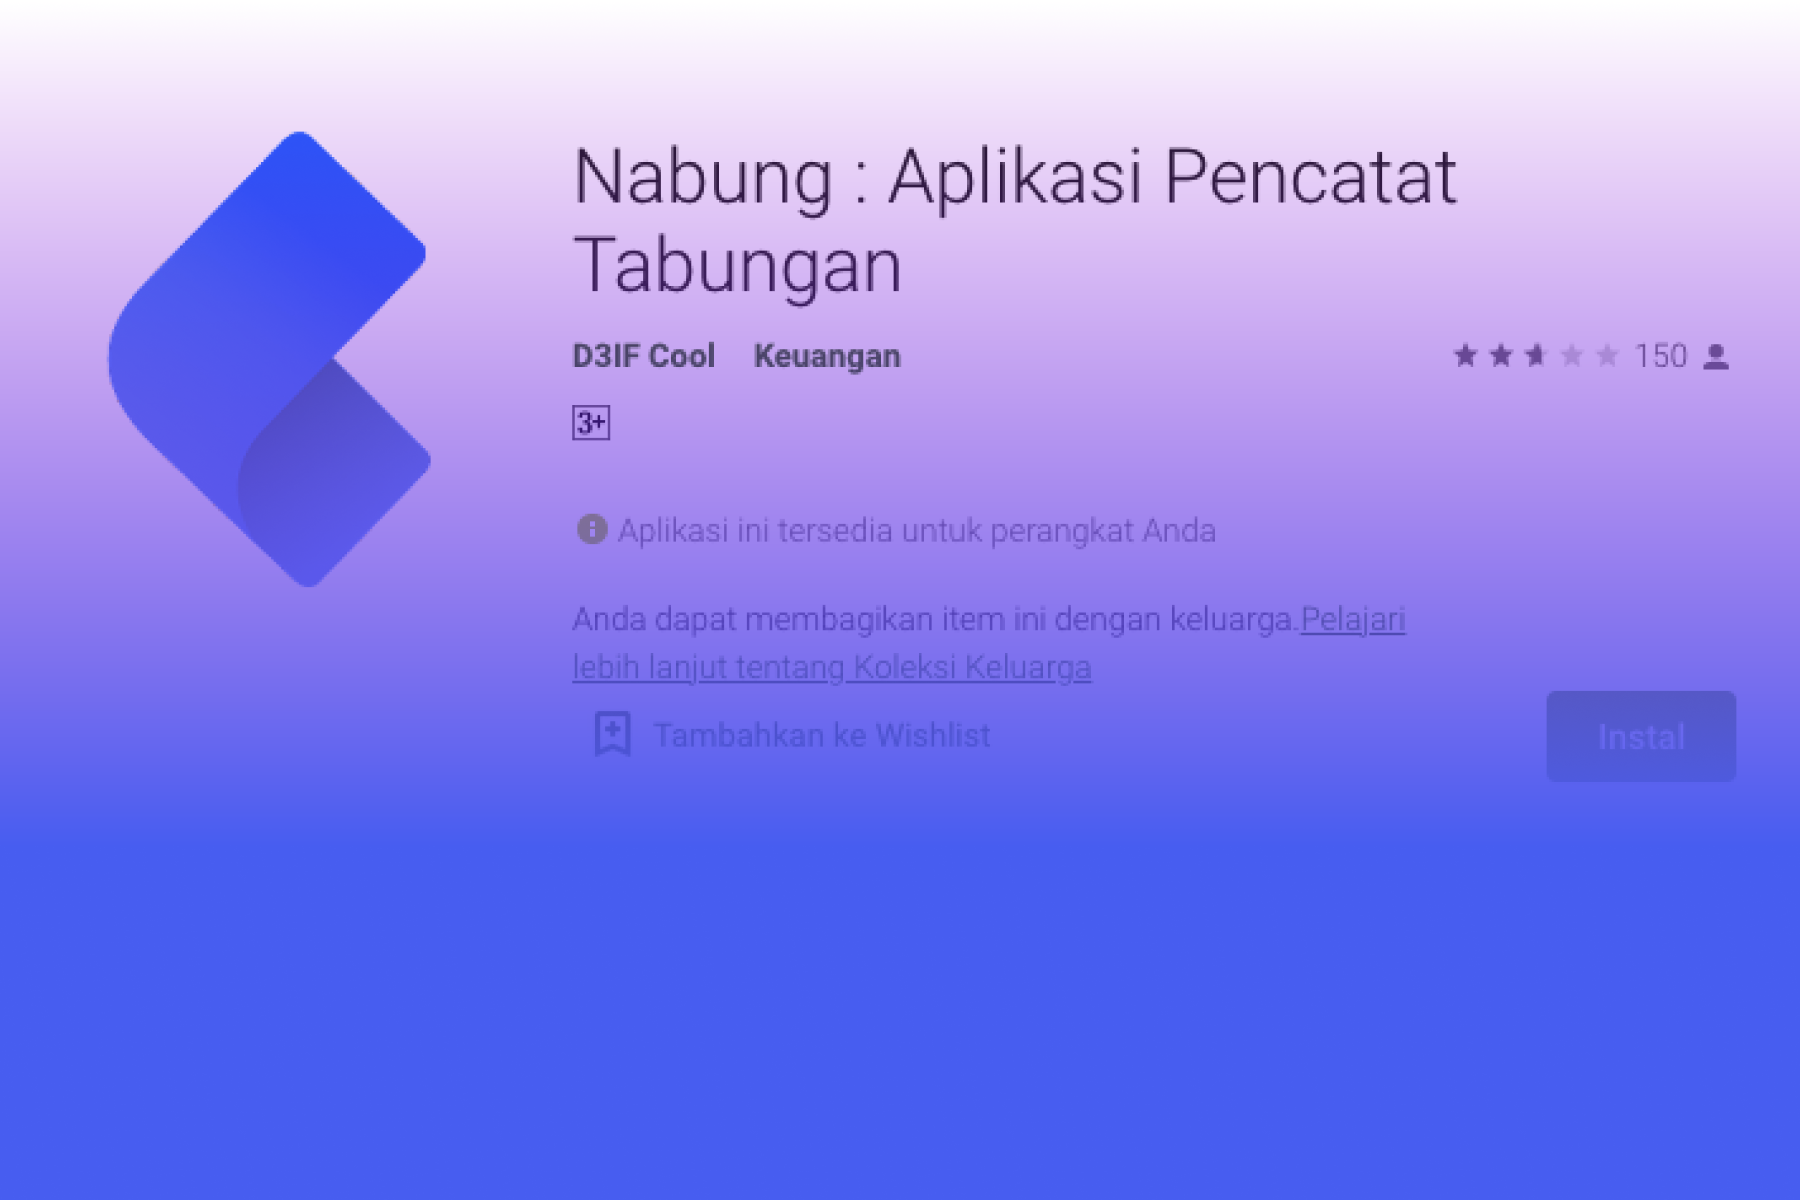 Nabung : Aplikasi Pencatat
Tabungan
D3IF Cool Keuangan 150
3+
Aplikasi ini tersedia untuk perangkat Anda
Anda dapat membagikan item ini dengan keluarga.Pelajari
lebih lanjut tentang Koleksi Keluarga
Tambahkan ke Wishlist
Instal